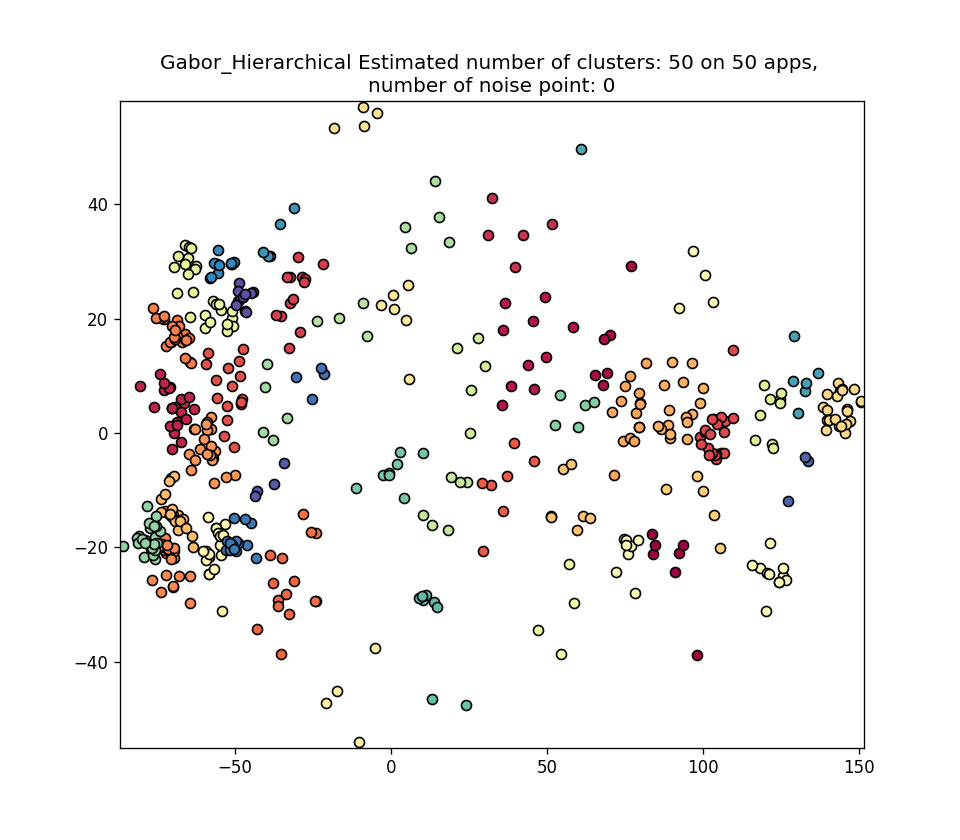 Gabor_Hierarchical Estimated number of clusters: 50 on 50 apps,
number of noise point: 0
40
20
0
−20
−40
−50 0 50 100 150